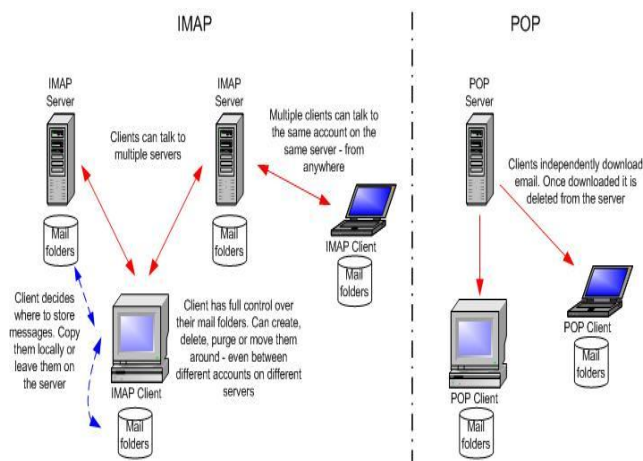 IMAP
POP
IMAP
Server
IMAP
Server
POP
Server
Clients can talk to
multiple servers
Multiple clients can talk to
the same account on the
same server - from
anywhere
Clients independently download
email. Once downloaded it is
deleted from the server
Mail
folders
Mail
folders
IMAP Client
Mail
folders
Client decides
where to store
messages. Copy
them locally or
leave them on
the server
Client has full control over
their mail folders. Can create,
delete, purge or move them
around - even between
different accounts on different
servers
IMAP Client
Mail
folders
POP Client
Mail
folders
POP Client
Mail
folders